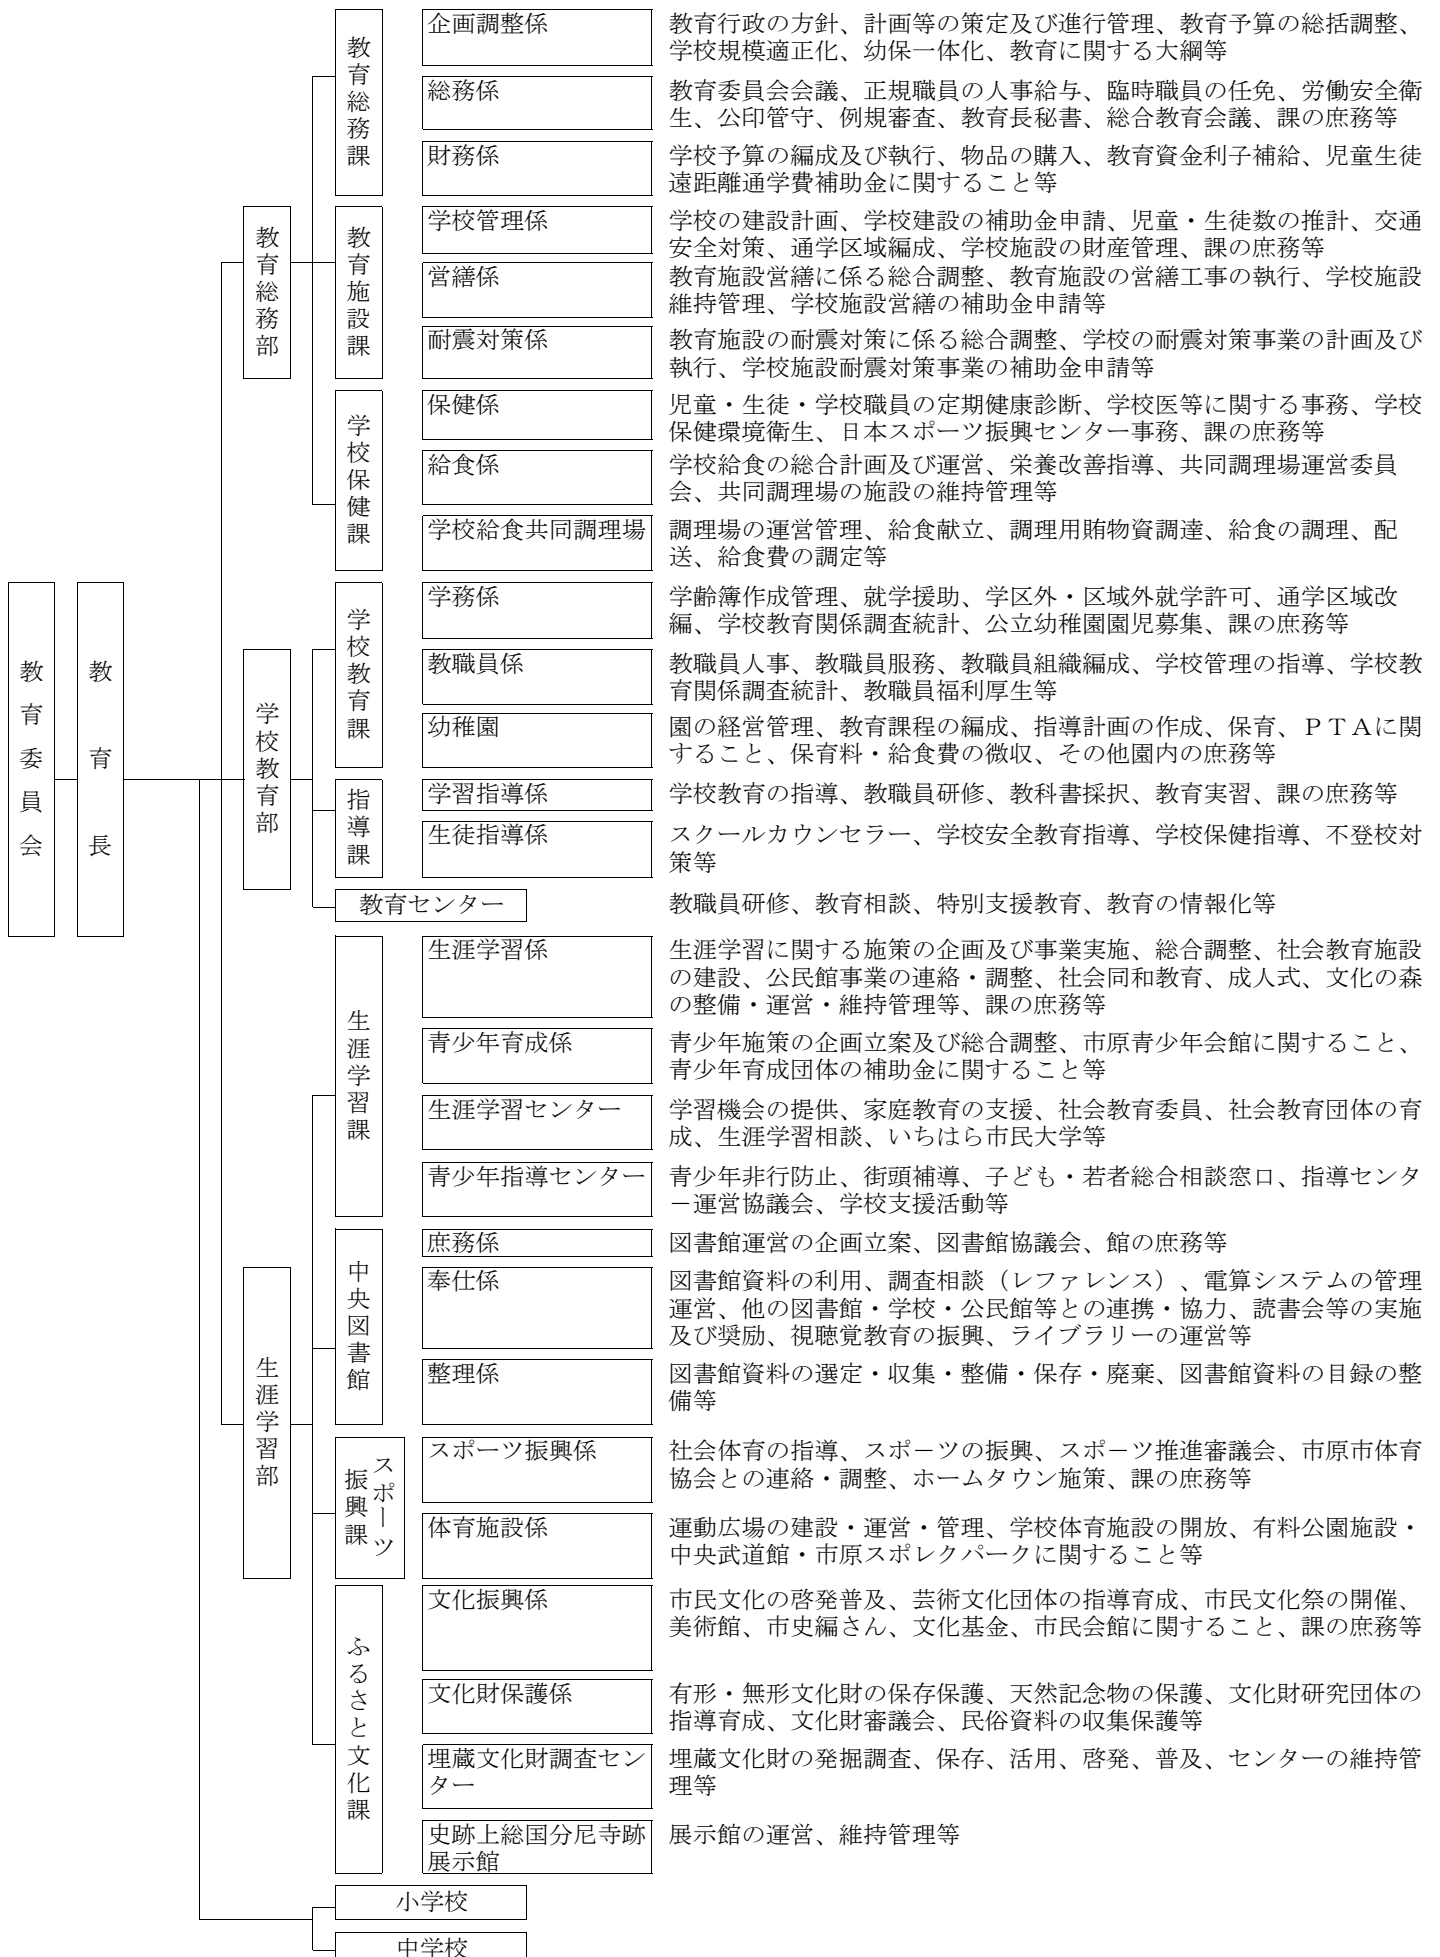 教育委員会
教育長
教育総務部
教育総務課
企画調整係
教育行政の方針、計画等の策定及び進行管理、教育予算の総括調整、
学校規模適正化、幼保一体化、教育に関する大綱等
総務係
教育委員会会議、正規職員の人事給与、臨時職員の任免、労働安全衛
生、公印管守、例規審査、教育長秘書、総合教育会議、課の庶務等
財務係
学校予算の編成及び執行、物品の購入、教育資金利子補給、児童生徒
遠距離通学費補助金に関すること等
教育施設課
学校管理係
学校の建設計画、学校建設の補助金申請、児童・生徒数の推計、交通
安全対策、通学区域編成、学校施設の財産管理、課の庶務等
営繕係
教育施設営繕に係る総合調整、教育施設の営繕工事の執行、学校施設
維持管理、学校施設営繕の補助金申請等
耐震対策係
教育施設の耐震対策に係る総合調整、学校の耐震対策事業の計画及び
執行、学校施設耐震対策事業の補助金申請等
学校保健課
保健係
児童・生徒・学校職員の定期健康診断、学校医等に関する事務、学校
保健環境衛生、日本スポーツ振興センター事務、課の庶務等
給食係
学校給食の総合計画及び運営、栄養改善指導、共同調理場運営委員
会、共同調理場の施設の維持管理等
学校給食共同調理場
調理場の運営管理、給食献立、調理用賄物資調達、給食の調理、配
送、給食費の調定等
学校教育部
学校教育課
学務係
学齢簿作成管理、就学援助、学区外・区域外就学許可、通学区域改
編、学校教育関係調査統計、公立幼稚園園児募集、課の庶務等
教職員係
教職員人事、教職員服務、教職員組織編成、学校管理の指導、学校教
育関係調査統計、教職員福利厚生等
幼稚園
園の経営管理、教育課程の編成、指導計画の作成、保育、ＰＴＡに関
すること、保育料・給食費の徴収、その他園内の庶務等
指導課
学習指導係
学校教育の指導、教職員研修、教科書採択、教育実習、課の庶務等
生徒指導係
スクールカウンセラー、学校安全教育指導、学校保健指導、不登校対
策等
教育センター
教職員研修、教育相談、特別支援教育、教育の情報化等
生涯学習部
生涯学習課
生涯学習係
生涯学習に関する施策の企画及び事業実施、総合調整、社会教育施設
の建設、公民館事業の連絡・調整、社会同和教育、成人式、文化の森
の整備・運営・維持管理等、課の庶務等
青少年育成係
青少年施策の企画立案及び総合調整、市原青少年会館に関すること、
青少年育成団体の補助金に関すること等
生涯学習センター
学習機会の提供、家庭教育の支援、社会教育委員、社会教育団体の育
成、生涯学習相談、いちはら市民大学等
青少年指導センター
青少年非行防止、街頭補導、子ども・若者総合相談窓口、指導センタ
－運営協議会、学校支援活動等
中央図書館
庶務係
図書館運営の企画立案、図書館協議会、館の庶務等
奉仕係
図書館資料の利用、調査相談（レファレンス）、電算システムの管理
運営、他の図書館・学校・公民館等との連携・協力、読書会等の実施
及び奨励、視聴覚教育の振興、ライブラリーの運営等
整理係
図書館資料の選定・収集・整備・保存・廃棄、図書館資料の目録の整
備等
スポーツ
振興課
スポーツ振興係
社会体育の指導、スポ－ツの振興、スポ－ツ推進審議会、市原市体育
協会との連絡・調整、ホームタウン施策、課の庶務等
体育施設係
運動広場の建設・運営・管理、学校体育施設の開放、有料公園施設・
中央武道館・市原スポレクパークに関すること等
ふるさと文化課
文化振興係
市民文化の啓発普及、芸術文化団体の指導育成、市民文化祭の開催、
美術館、市史編さん、文化基金、市民会館に関すること、課の庶務等
文化財保護係
有形・無形文化財の保存保護、天然記念物の保護、文化財研究団体の
指導育成、文化財審議会、民俗資料の収集保護等
埋蔵文化財調査セン
ター
埋蔵文化財の発掘調査、保存、活用、啓発、普及、センターの維持管
理等
史跡上総国分尼寺跡
展示館
展示館の運営、維持管理等
小学校
中学校